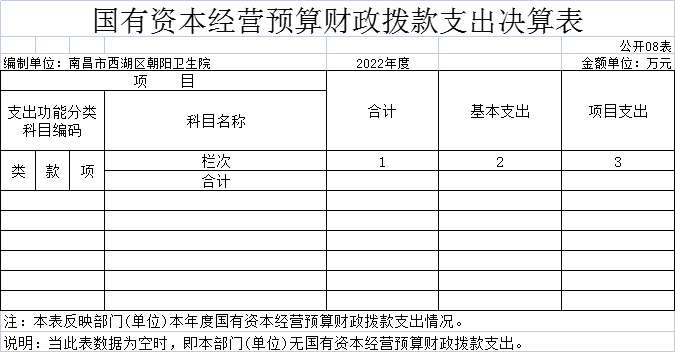 国有资本经营预算财政拨款支出决算表
公开08表
编制单位：南昌市西湖区朝阳卫生院 2022年度 金额单位：万元
项 目
支出功能分类
科目编码
科目名称
合计
基本支出
项目支出
类 款 项
栏次 1 2 3
合计
注：本表反映部门(单位)本年度国有资本经营预算财政拨款支出情况。
说明：当此表数据为空时，即本部门(单位)无国有资本经营预算财政拨款支出。